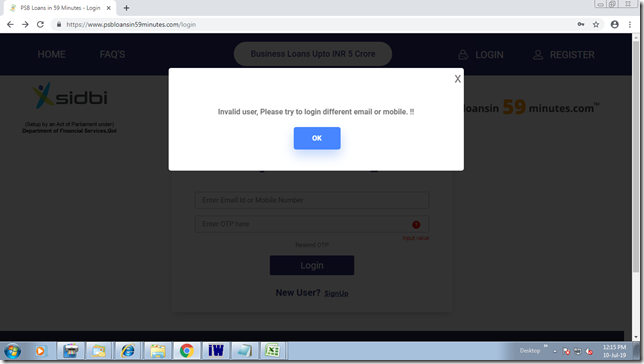 PSB Loans in 59 Minutes - Login
https://www.psbloansin59minutes.com/login
HOME
FAQ'S
Business Loans Upto INR 5 Crore
LOGIN
REGISTER
X
sidbi
(Setup by an Act of Parliament under)
Department of Financial Services,GoI
loansin 59 minutes.com™
Invalid user, Please try to login different email or mobile. !!
OK
Enter Email Id or Mobile Number
Enter OTP here
Input value
Resend OTP
Login
New User? SignUp
iW
Desktop
12:15 PM
10-Jul-19